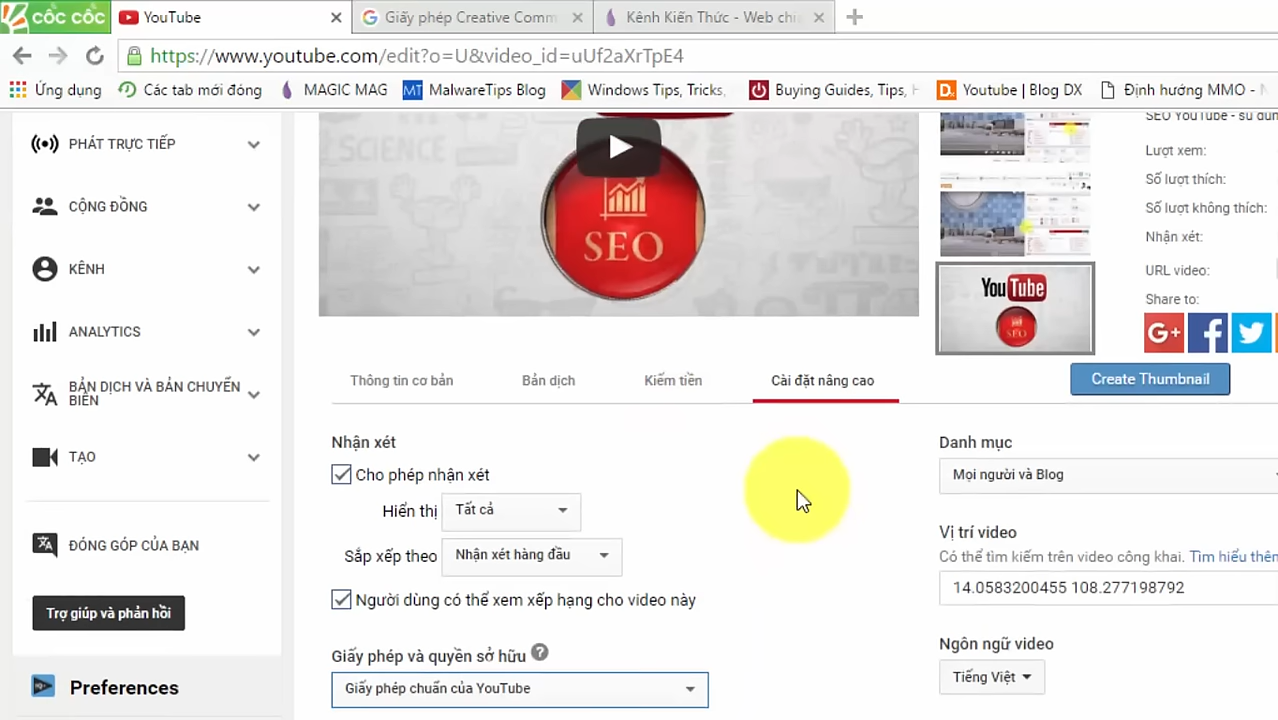 cốc cốc
YouTube
Giấy phép Creative Comm
Kênh Kiến Thức - Web chi
https://www.youtube.com/edit?o=U&video_id=uUf2aXrTpE4
Ứng dụng
Các tab mới đóng
MAGIC MAG
MT
MalwareTips Blog
Windows Tips, Tricks,
Buying Guides, Tips, H
Youtube | Blog DX
Định hướng MMO - N
PHÁT TRỰC TIẾP
CỘNG ĐỒNG
KÊNH
ANALYTICS
BẢN DỊCH VÀ BẢN CHUYỂN
BIÊN
TẠO
ĐÓNG GÓP CỦA BẠN
Trợ giúp và phản hồi
Preferences
SCIENCE
SEO
You Tube
SEO
SEO YouTube - sử dụn
Lượt xem:
Số lượt thích:
Số lượt không thích:
Nhận xét:
URL video:
Share to:
G+
Thông tin cơ bản
Bản dịch
Kiếm tiền
Cài đặt nâng cao
Create Thumbnail
Nhận xét
Cho phép nhận xét
Hiển thị
Tất cả
Sắp xếp theo
Nhận xét hàng đầu
Người dùng có thể xem xếp hạng cho video này
Giấy phép và quyền sở hữu ?
Giấy phép chuẩn của YouTube
Danh mục
Mọi người và Blog
Vị trí video
Có thể tìm kiếm trên video công khai. Tìm hiểu thên
14.0583200455 108.277198792
Ngôn ngữ video
Tiếng Việt